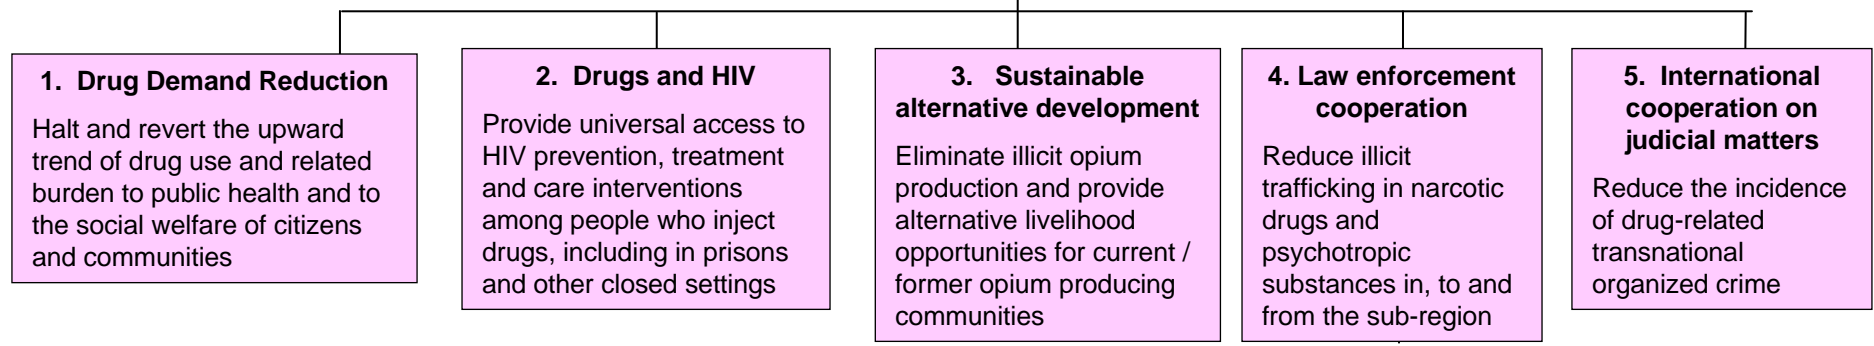 1. Drug Demand Reduction
Halt and revert the upward
trend of drug use and related
burden to public health and to
the social welfare of citizens
and communities
2. Drugs and HIV
Provide universal access to
HIV prevention, treatment
and care interventions
among people who inject
drugs, including in prisons
and other closed settings
3. Sustainable
alternative development
Eliminate illicit opium
production and provide
alternative livelihood
opportunities for current /
former opium producing
communities
4. Law enforcement
cooperation
Reduce illicit
trafficking in narcotic
drugs and
psychotropic
substances in, to and
from the sub-region
5. International
cooperation on
judicial matters
Reduce the incidence
of drug-related
transnational
organized crime